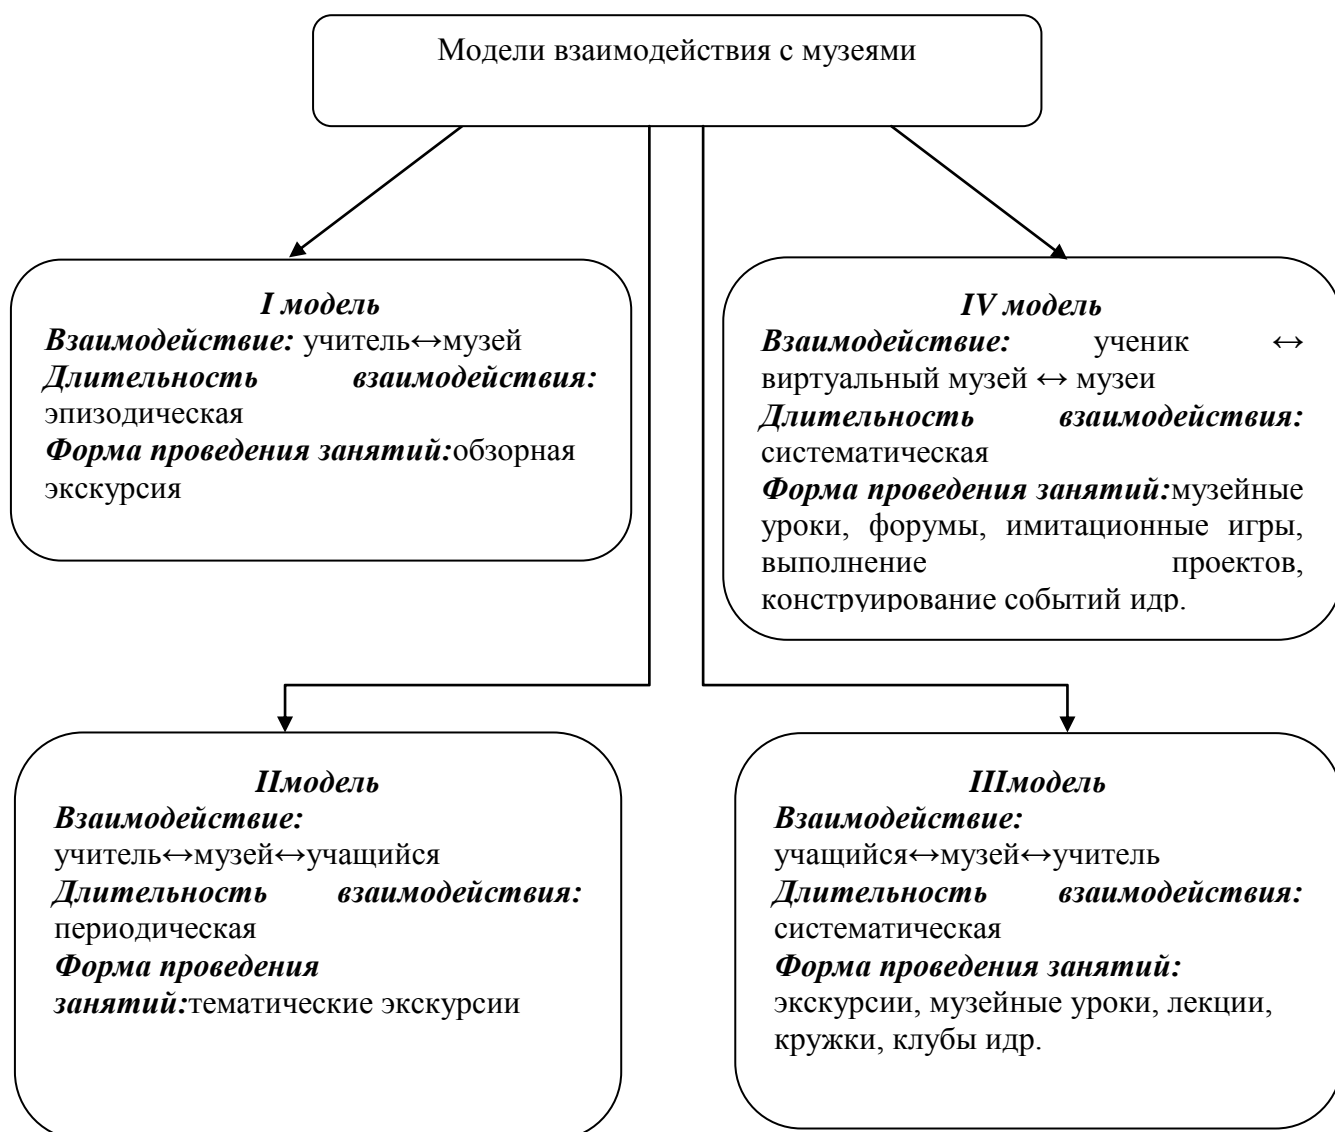 Модели взаимодействия с музеями
I модель
Взаимодействие: учитель↔музей
Длительность взаимодействия:
эпизодическая
Форма проведения занятий:обзорная
экскурсия
IV модель
Взаимодействие: ученик ↔
виртуальный музей ↔ музеи
Длительность взаимодействия:
систематическая
Форма проведения занятий:музейные
уроки, форумы, имитационные игры,
выполнение проектов,
конструирование событий идр.
IIмодель
Взаимодействие:
учитель↔музей↔учащийся
Длительность взаимодействия:
периодическая
Форма проведения
занятий:тематические экскурсии
IIIмодель
Взаимодействие:
учащийся↔музей↔учитель
Длительность взаимодействия:
систематическая
Форма проведения занятий:
экскурсии, музейные уроки, лекции,
кружки, клубы идр.